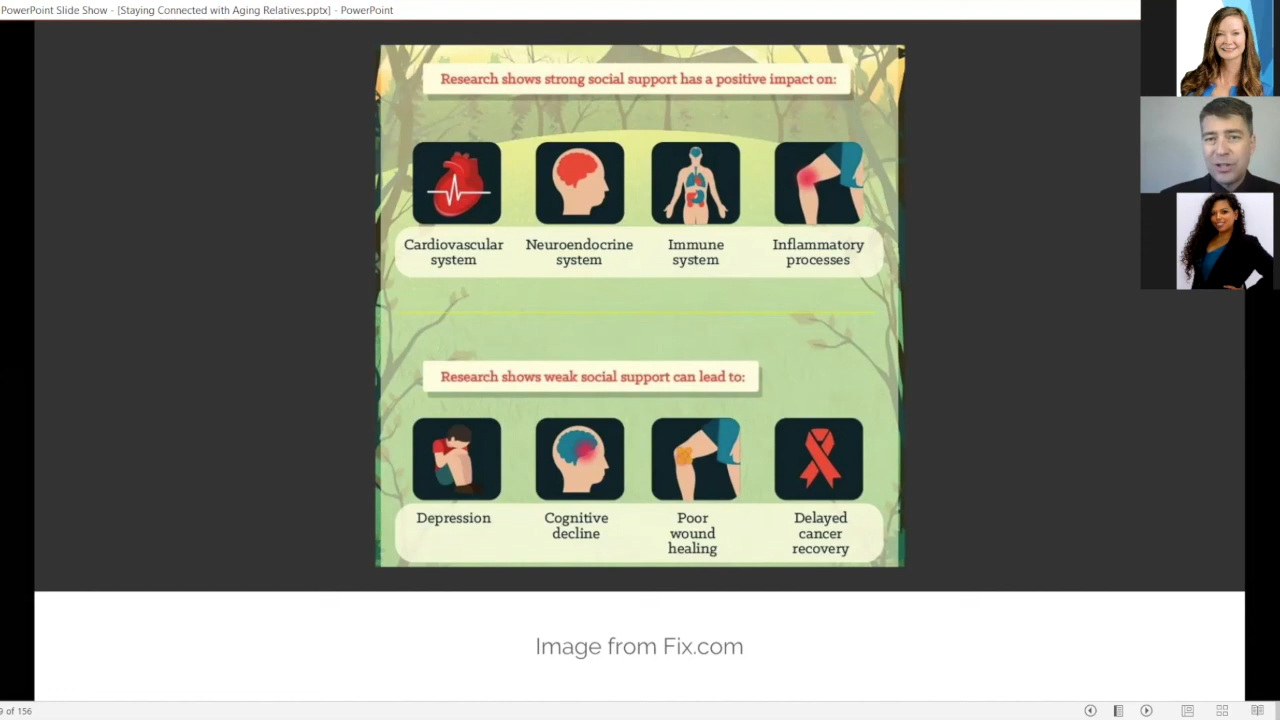 PowerPoint Slide Show - [Staying Connected with Aging Relatives.pptx] - PowerPoint
Research shows strong social support has a positive impact on:
Cardiovascular
system
Neuroendocrine
system
Immune
system
Inflammatory
processes
Research shows weak social support can lead to:
Depression
Cognitive
decline
Poor
wound
healing
Delayed
cancer
recovery
Image from Fix.com
of 156